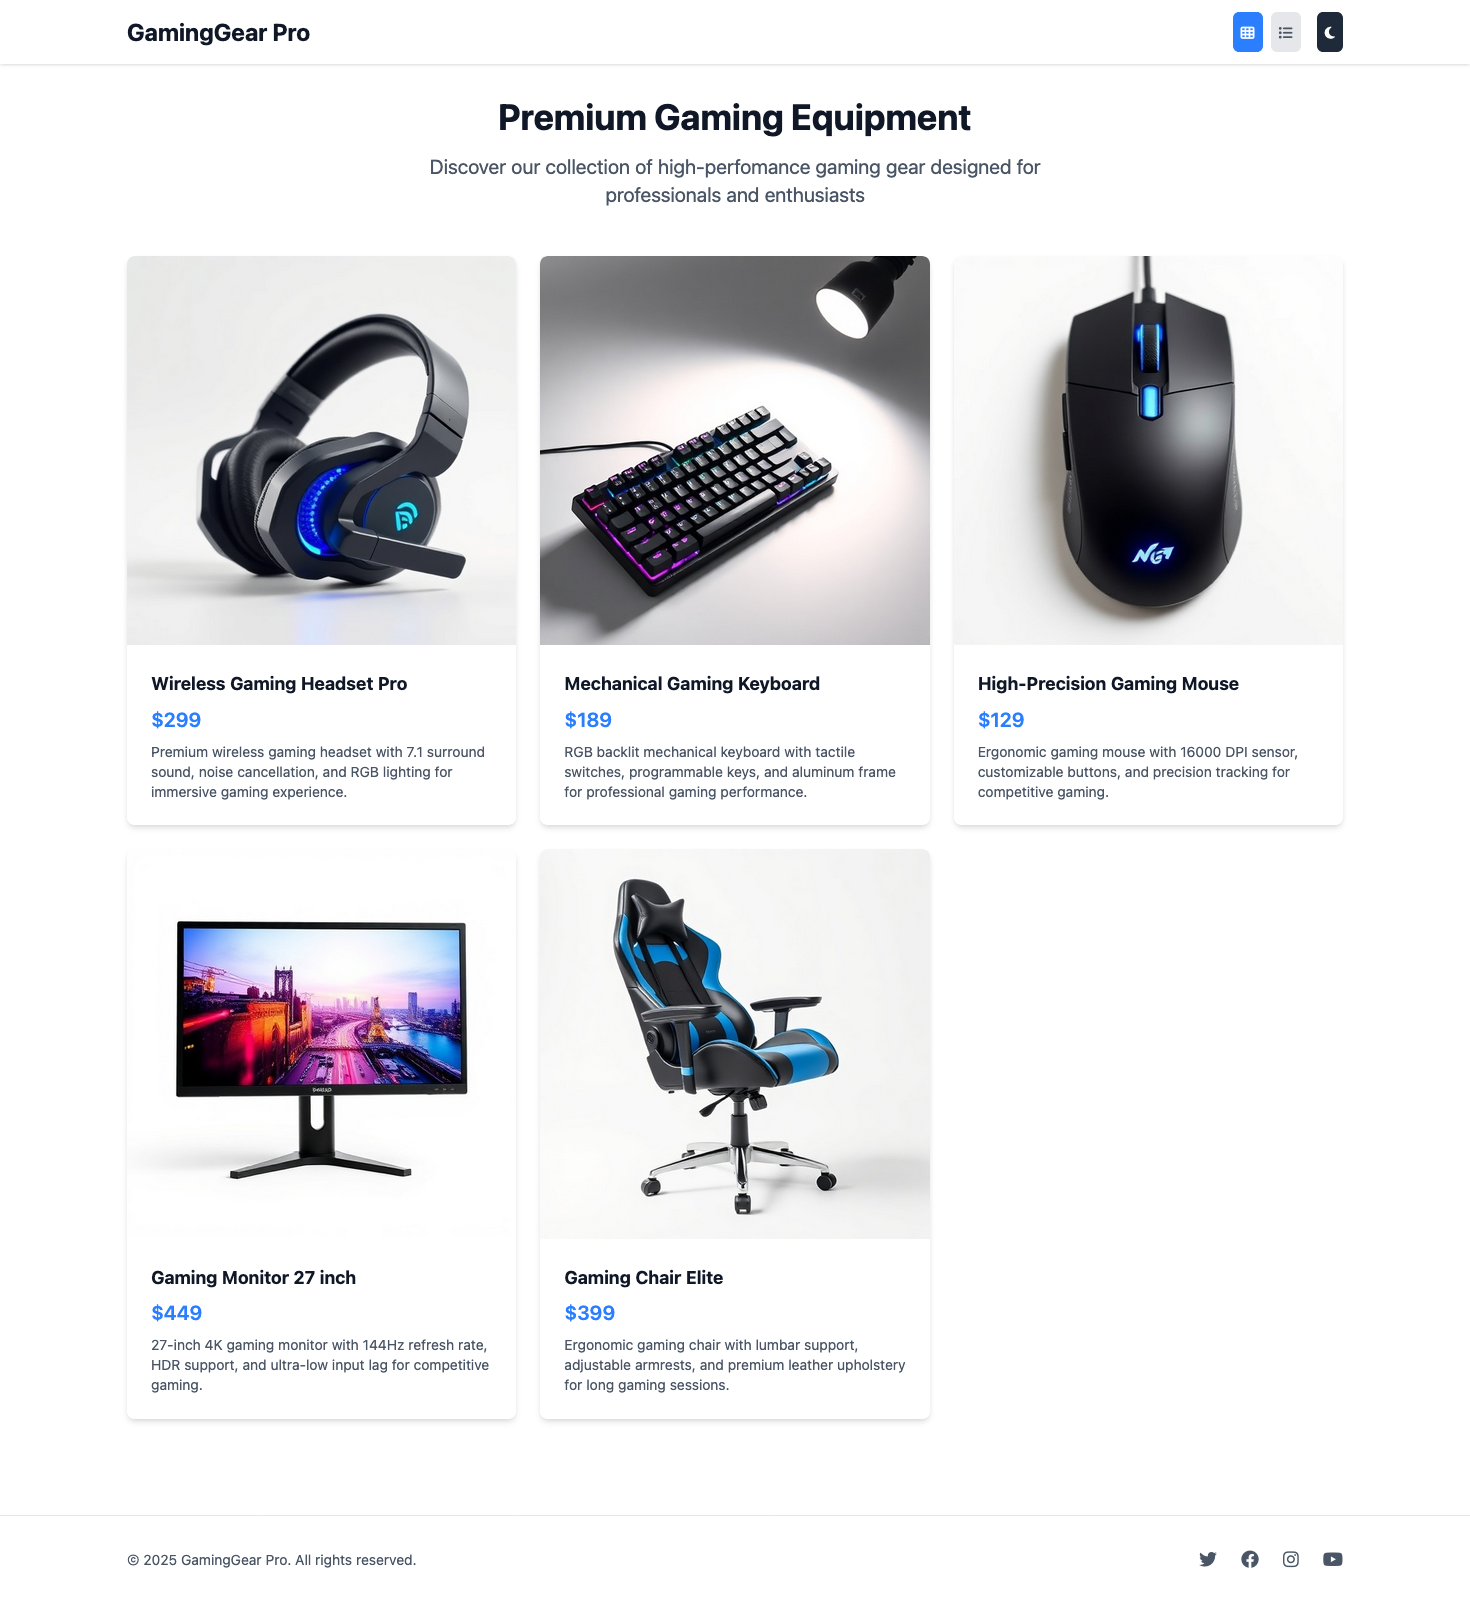 GamingGear Pro
Premium Gaming Equipment
Discover our collection of high-perfomance gaming gear designed for
professionals and enthusiasts
Wireless Gaming Headset Pro
$299
Premium wireless gaming headset with 7.1 surround
sound, noise cancellation, and RGB lighting for
immersive gaming experience.
Mechanical Gaming Keyboard
$189
RGB backlit mechanical keyboard with tactile
switches, programmable keys, and aluminum frame
for professional gaming performance.
High-Precision Gaming Mouse
$129
Ergonomic gaming mouse with 16000 DPI sensor,
customizable buttons, and precision tracking for
competitive gaming.
Gaming Monitor 27 inch
$449
27-inch 4K gaming monitor with 144Hz refresh rate,
HDR support, and ultra-low input lag for competitive
gaming.
Gaming Chair Elite
$399
Ergonomic gaming chair with lumbar support,
adjustable armrests, and premium leather upholstery
for long gaming sessions.
© 2025 GamingGear Pro. All rights reserved.